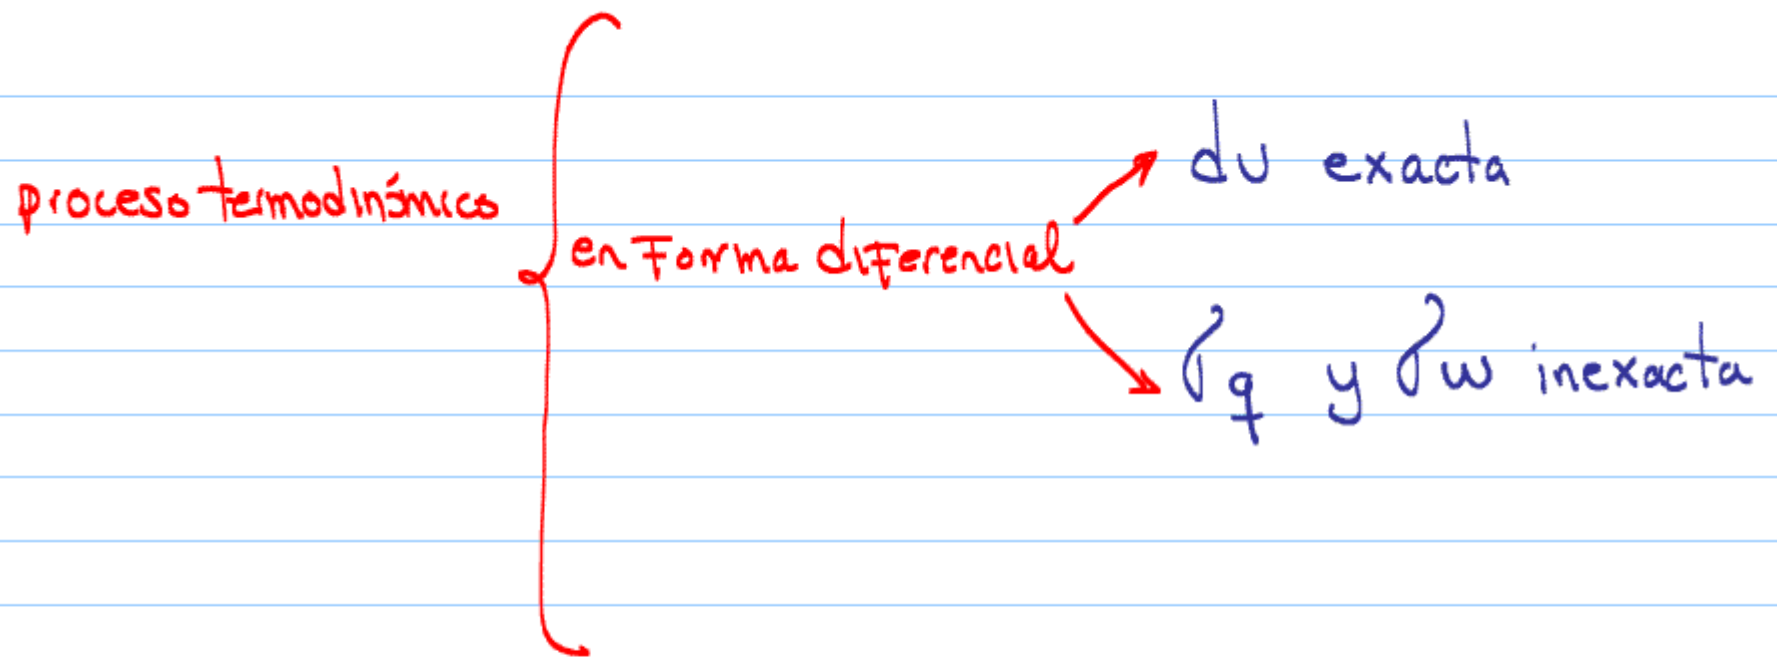 proceso termodinámico
en Forma diferencial
du exacta
δq y δw inexacta